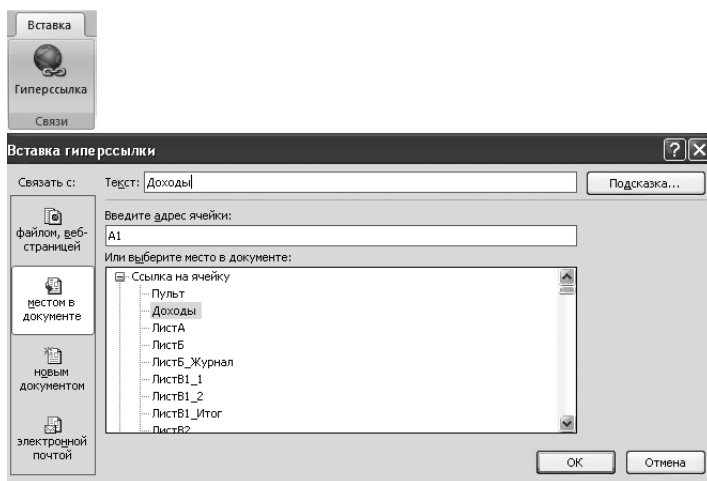 Вставка
Гиперссылка
Связи
Вставка гиперссылки
Связать с:
Текст: Доходы
Подсказка...
файлом, веб-
страницей
местом в
документе
новым
документом
электронной
почтой
Введите адрес ячейки:
A1
Или выберите место в документе:
Ссылка на ячейку
Пульт
Доходы
ЛистА
ЛистБ
ЛистБ_Журнал
ЛистВ1_1
ЛистВ1_2
ЛистВ1_Итог
ЛистВ2
ОК
Отмена